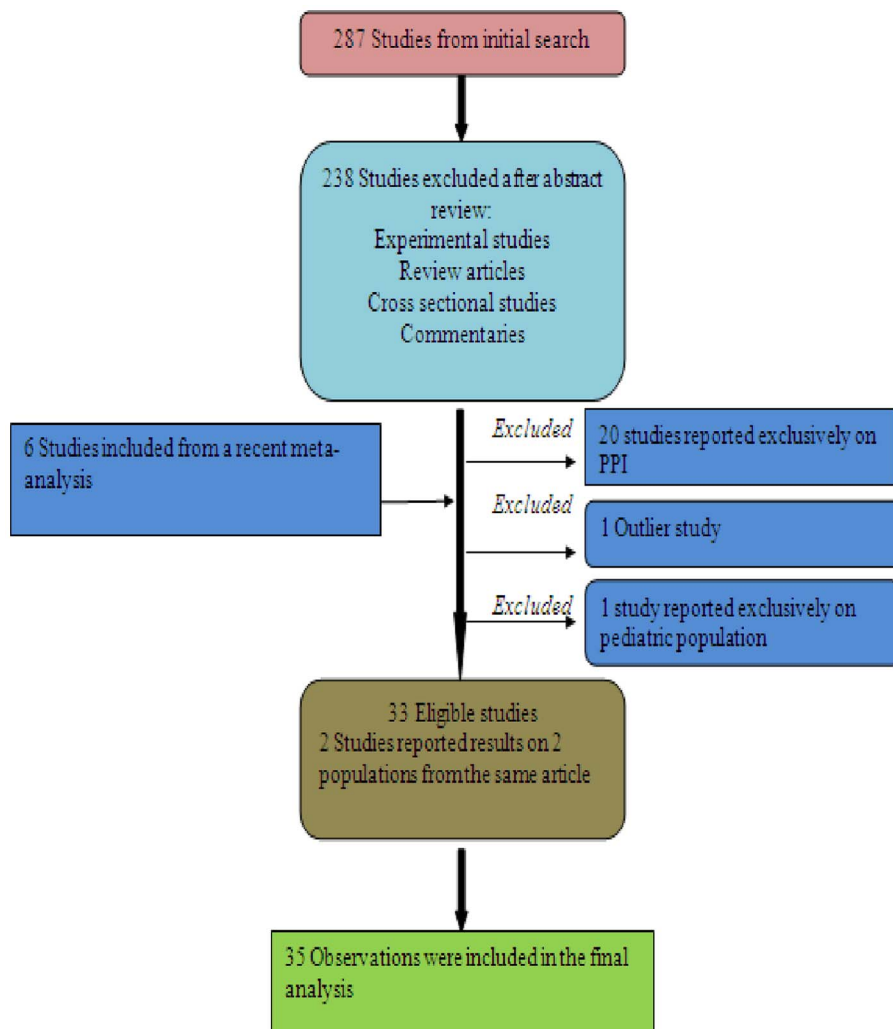 287 Studies from initial search
238 Studies excluded after abstract
review:
Experimental studies
Review articles
Cross sectional studies
Commentaries
6 Studies included from a recent meta-
analysis
Excluded
20 studies reported exclusively on
PPI
Excluded
1 Outlier study
Excluded
1 study reported exclusively on
pediatric population
33 Eligible studies
2 Studies reported results on 2
populations from the same article
35 Observations were included in the final
analysis